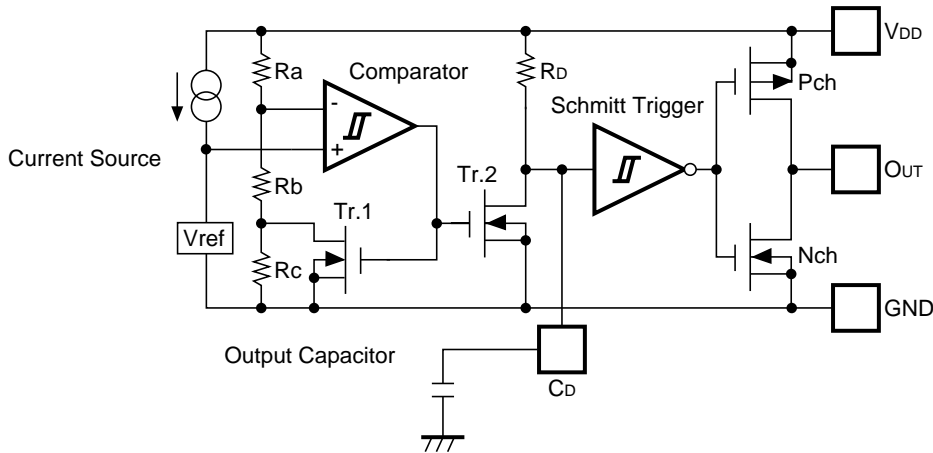 VDD
Ra
Comparator
RD
Pch
Schmitt Trigger
-
+
Current Source
OUT
Rb
Tr.2
Tr.1
Vref
Rc
Nch
GND
Output Capacitor
CD